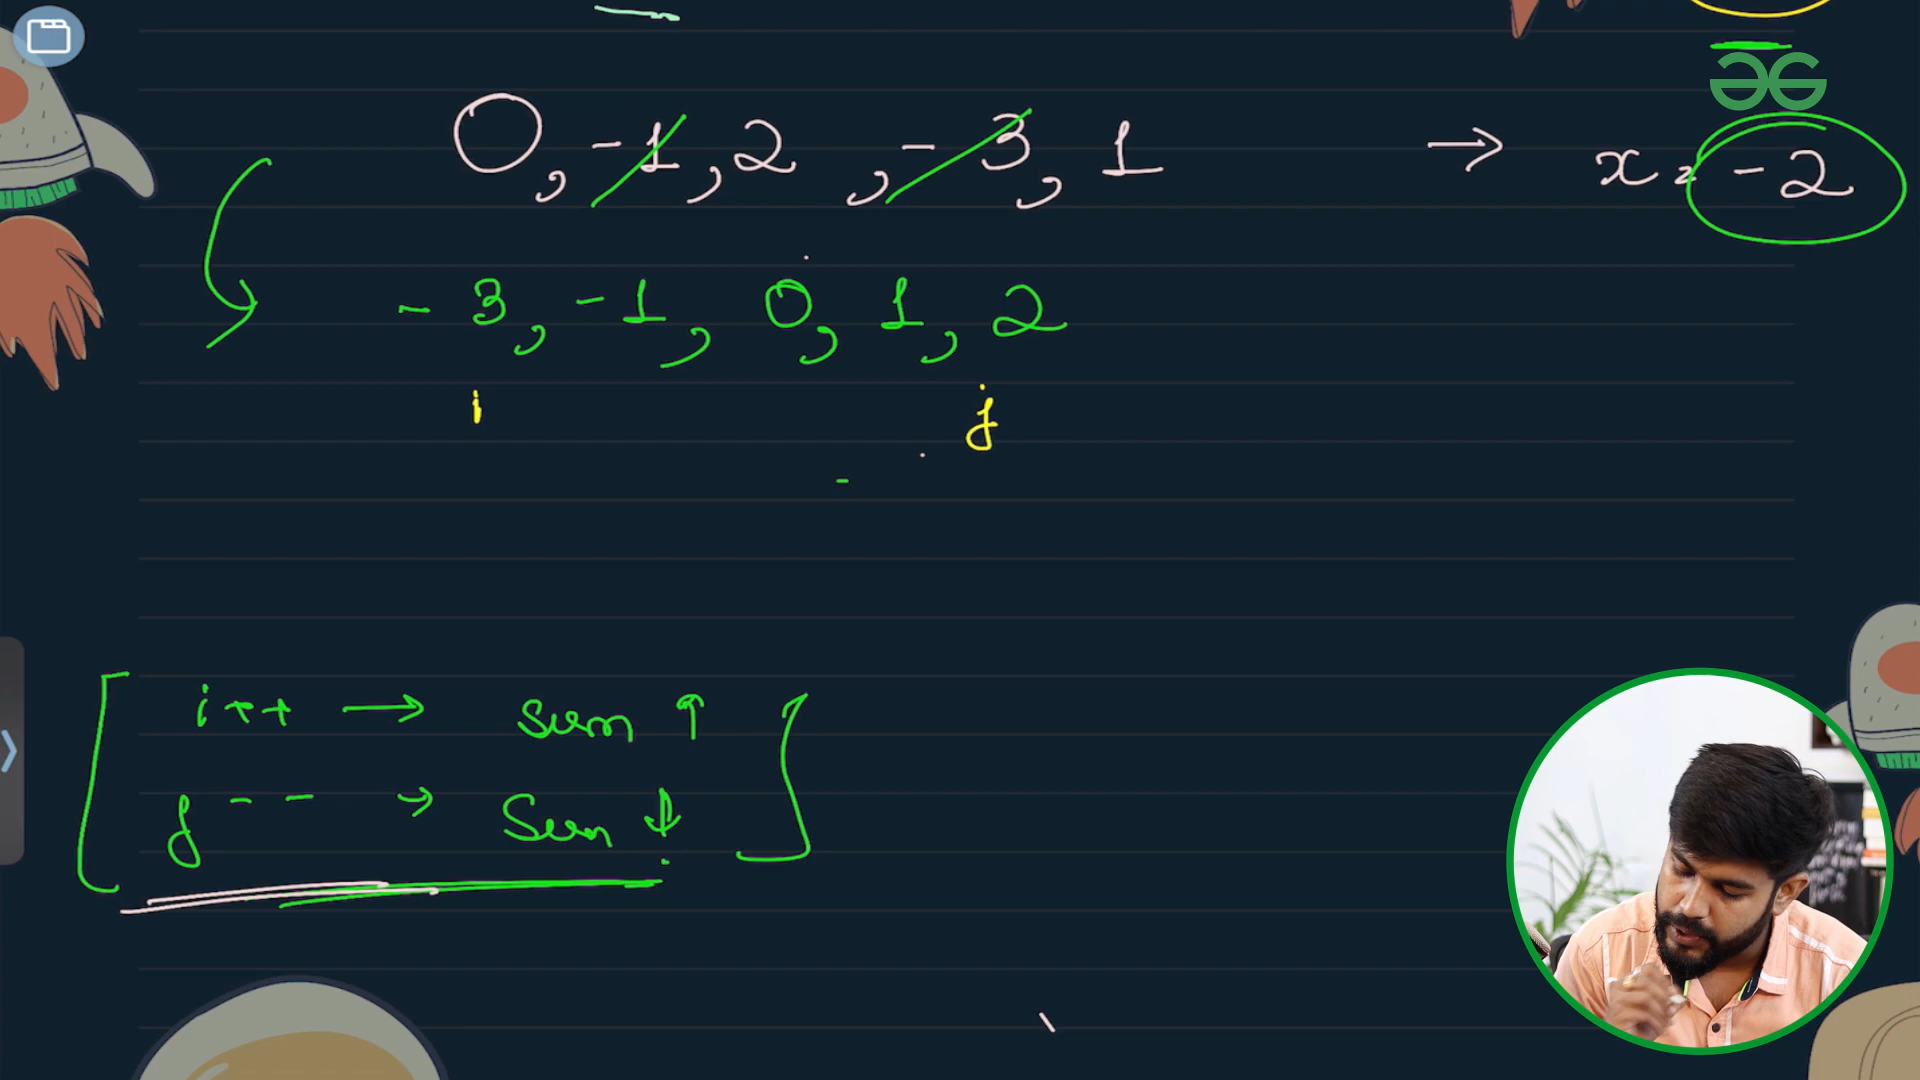 0, -1, 2, -3, 1 → x = -2
-3, -1, 0, 1, 2
i j
i++ → sum ↑
j-- → Sum ↓